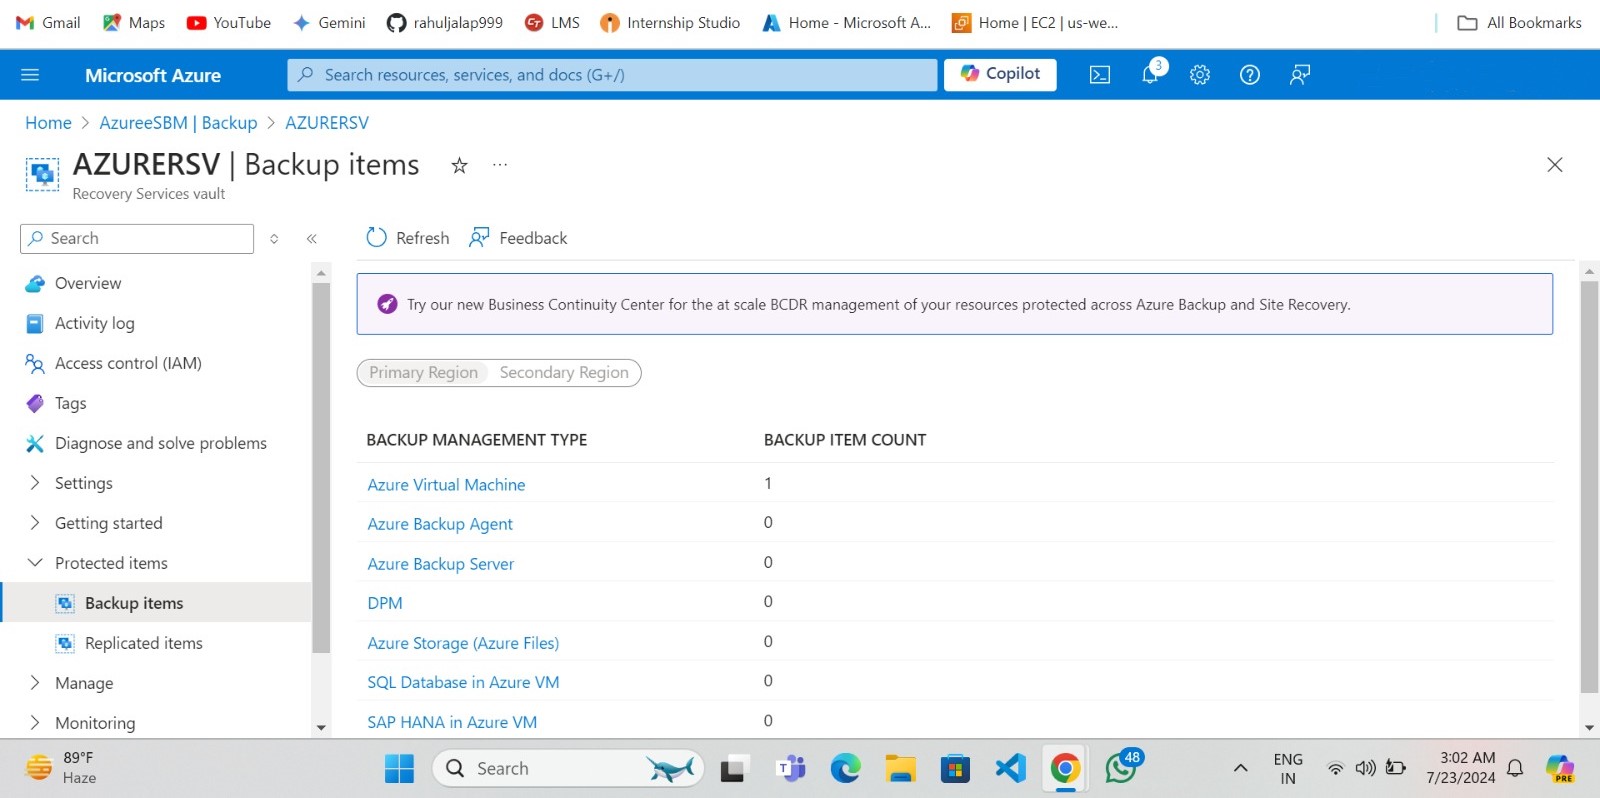 Gmail Maps YouTube Gemini rahuljalap999 LMS Internship Studio Home - Microsoft A... Home | EC2 | us-we... All Bookmarks
Microsoft Azure Search resources, services, and docs (G+/) Copilot 3
Home > AzureeSBM | Backup > AZURERSV
AZURERSV | Backup items ...
Recovery Services vault
Search « Refresh Feedback
Overview
Try our new Business Continuity Center for the at scale BCDR management of your resources protected across Azure Backup and Site Recovery.
Activity log
Access control (IAM)
Primary Region Secondary Region
Tags
Diagnose and solve problems
BACKUP MANAGEMENT TYPE BACKUP ITEM COUNT
Settings
Azure Virtual Machine 1
Getting started
Azure Backup Agent 0
Protected items
Azure Backup Server 0
Backup items
DPM 0
Replicated items
Azure Storage (Azure Files) 0
Manage
SQL Database in Azure VM 0
Monitoring
SAP HANA in Azure VM 0
89°F
Haze
Search
T
48
PRE
ENG
IN
3:02 AM
7/23/2024